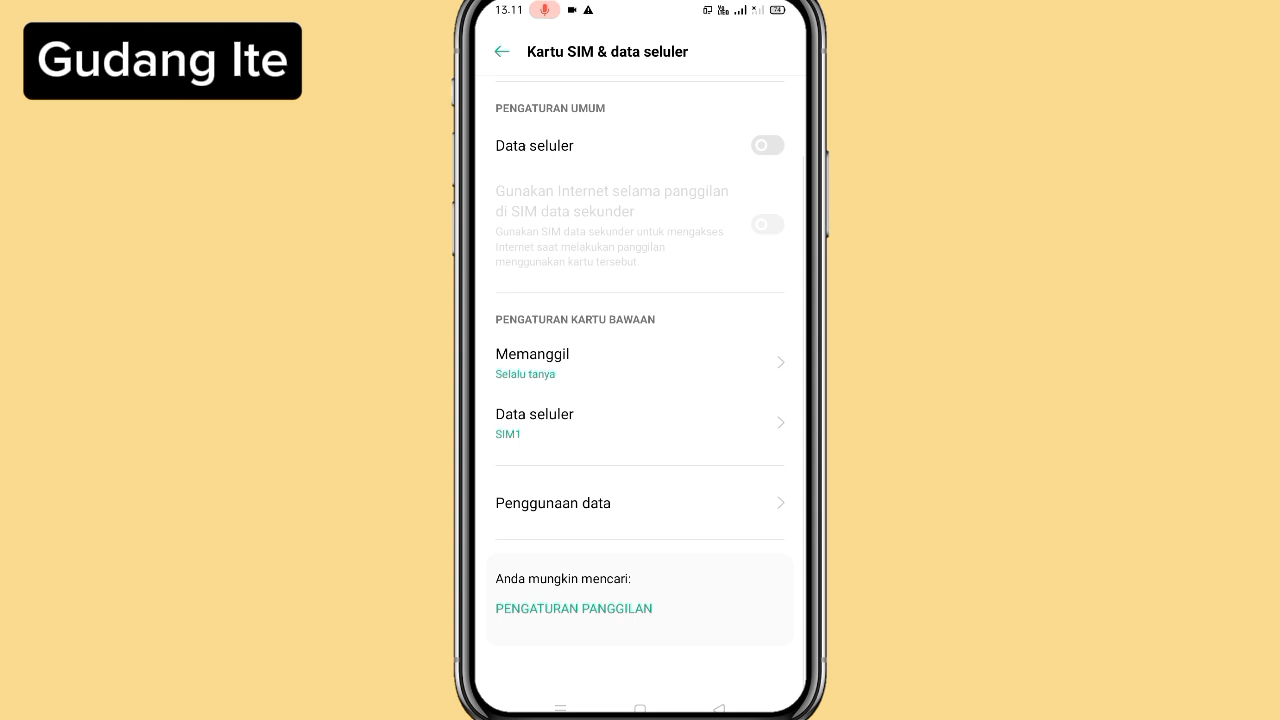 Gudang Ite
13.11
74
Kartu SIM & data seluler
PENGATURAN UMUM
Data seluler
Gunakan Internet selama panggilan
di SIM data sekunder
Gunakan SIM data sekunder untuk mengakses
Internet saat melakukan panggilan
menggunakan kartu tersebut.
PENGATURAN KARTU BAWAAN
Memanggil
Selalu tanya
Data seluler
SIM1
Penggunaan data
Anda mungkin mencari:
PENGATURAN PANGGILAN